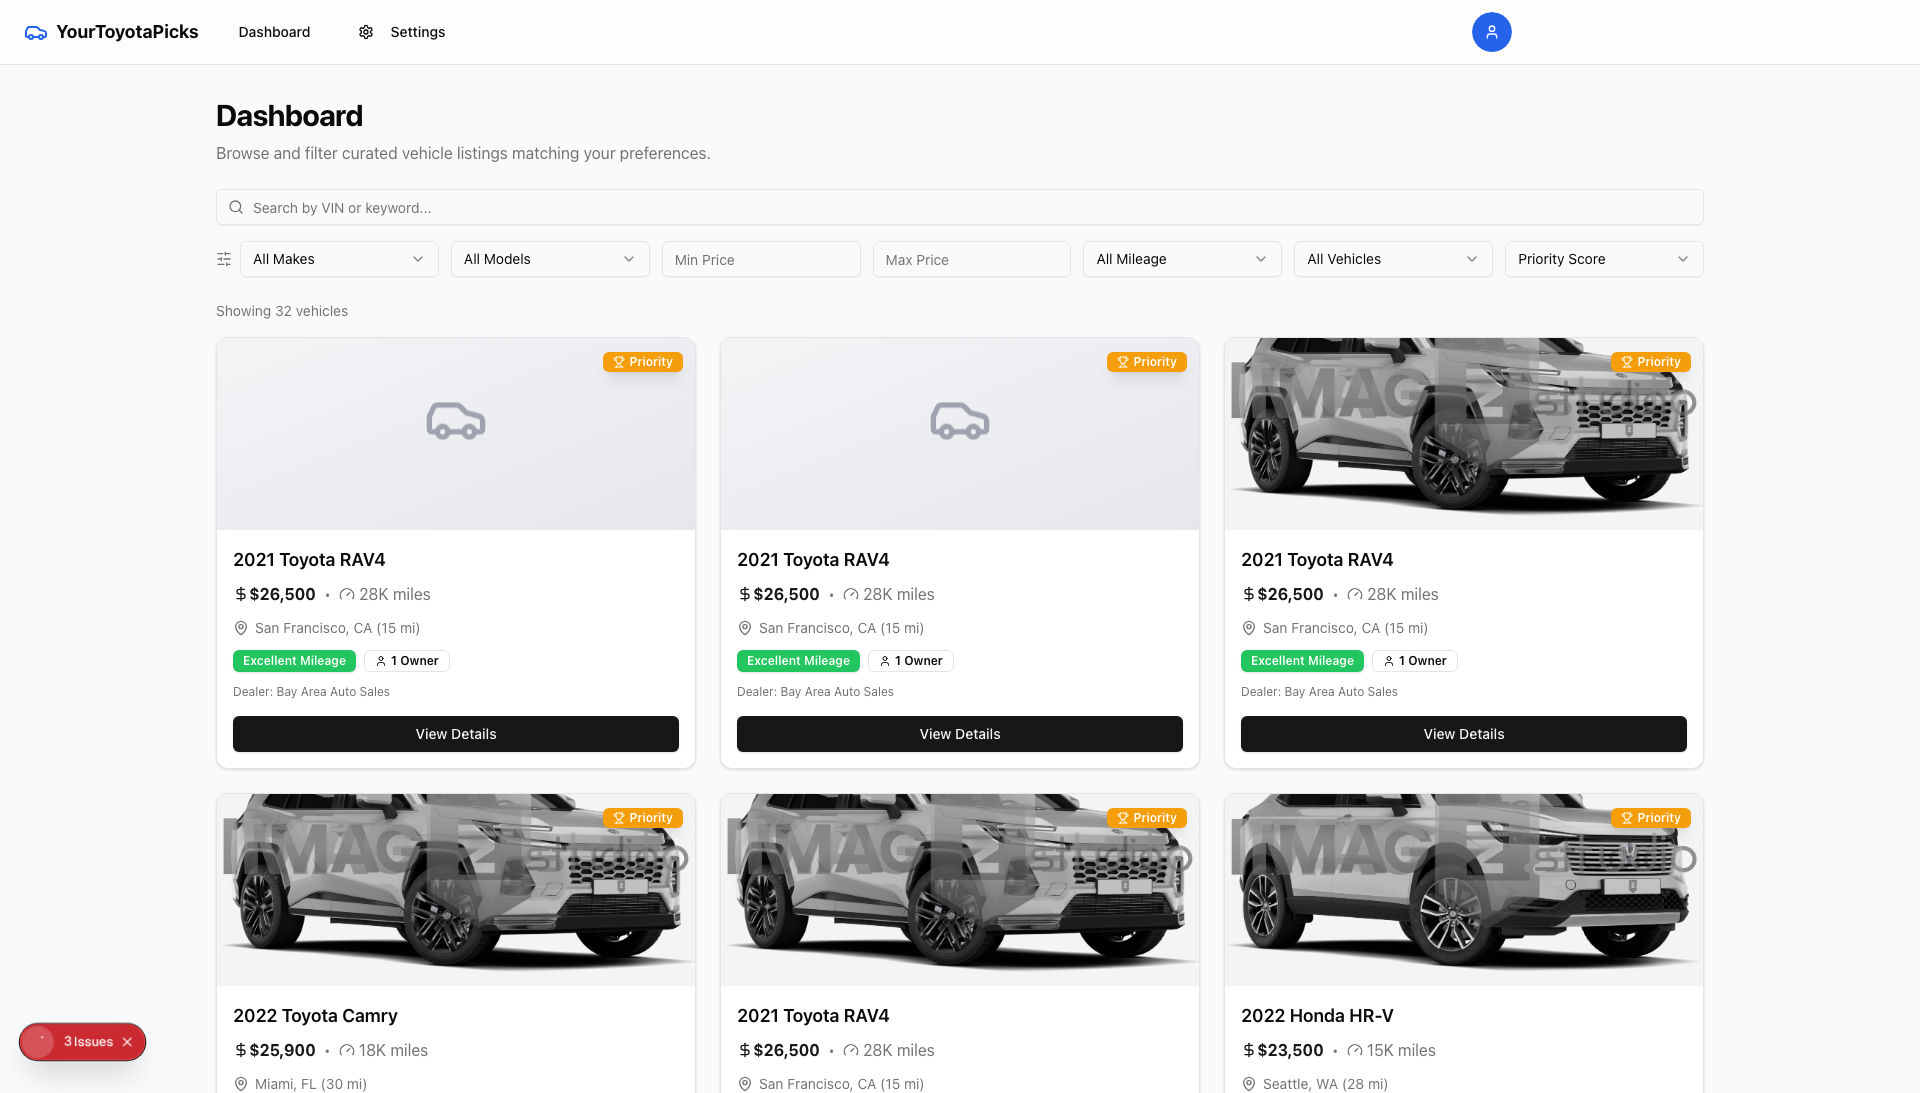 YourToyotaPicks
Dashboard
Settings
Dashboard
Browse and filter curated vehicle listings matching your preferences.
Search by VIN or keyword...
All Makes
All Models
Min Price
Max Price
All Mileage
All Vehicles
Priority Score
Showing 32 vehicles
Priority
Priority
Priority
IMAGE
studio
2021 Toyota RAV4
$26,500 • 28K miles
San Francisco, CA (15 mi)
Excellent Mileage
1 Owner
Dealer: Bay Area Auto Sales
View Details
2021 Toyota RAV4
$26,500 • 28K miles
San Francisco, CA (15 mi)
Excellent Mileage
1 Owner
Dealer: Bay Area Auto Sales
View Details
2021 Toyota RAV4
$26,500 • 28K miles
San Francisco, CA (15 mi)
Excellent Mileage
1 Owner
Dealer: Bay Area Auto Sales
View Details
Priority
IMAGE
studio
2022 Toyota Camry
$25,900 • 18K miles
Miami, FL (30 mi)
Priority
IMAGE
studio
2021 Toyota RAV4
$26,500 • 28K miles
San Francisco, CA (15 mi)
Priority
IMAGE
studio
2022 Honda HR-V
$23,500 • 15K miles
Seattle, WA (28 mi)
3 Issues